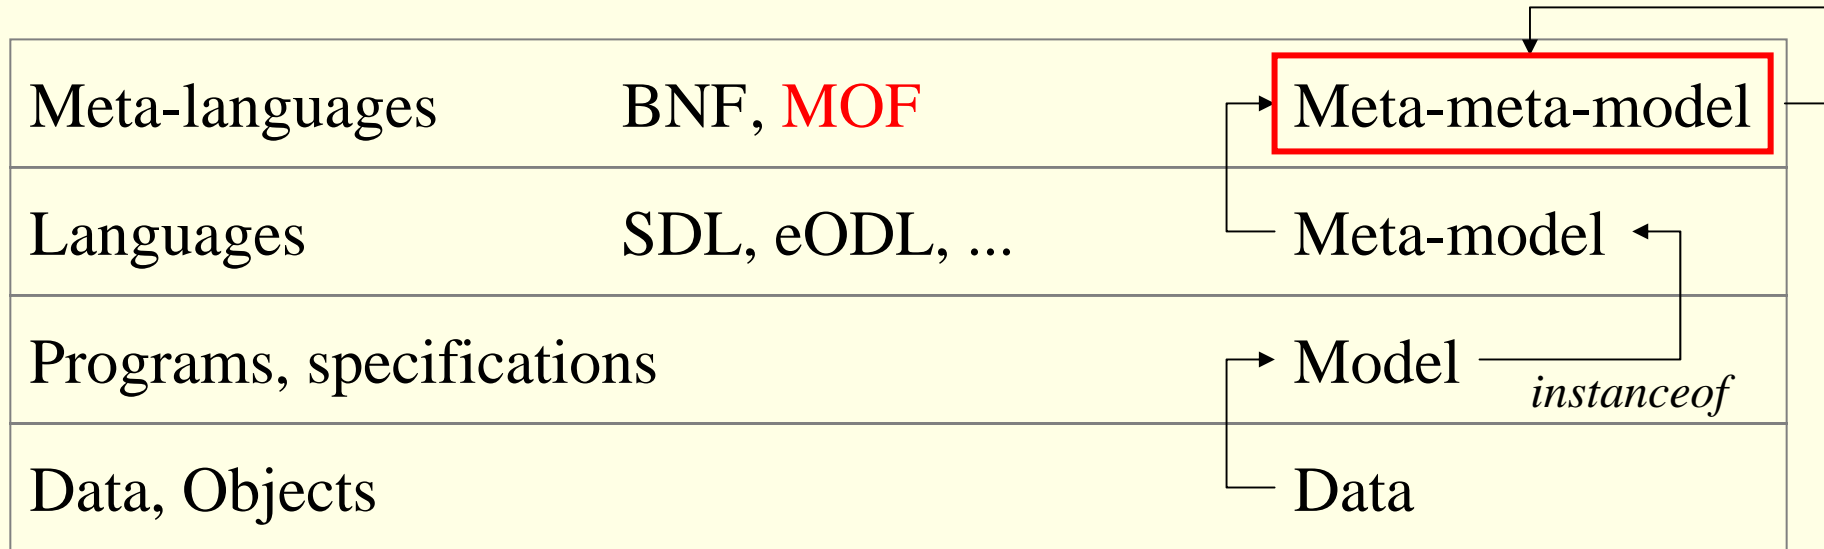 Meta-languages BNF, MOF Meta-meta-model
Languages SDL, eODL, ... Meta-model
Programs, specifications Model
instanceof
Data, Objects Data